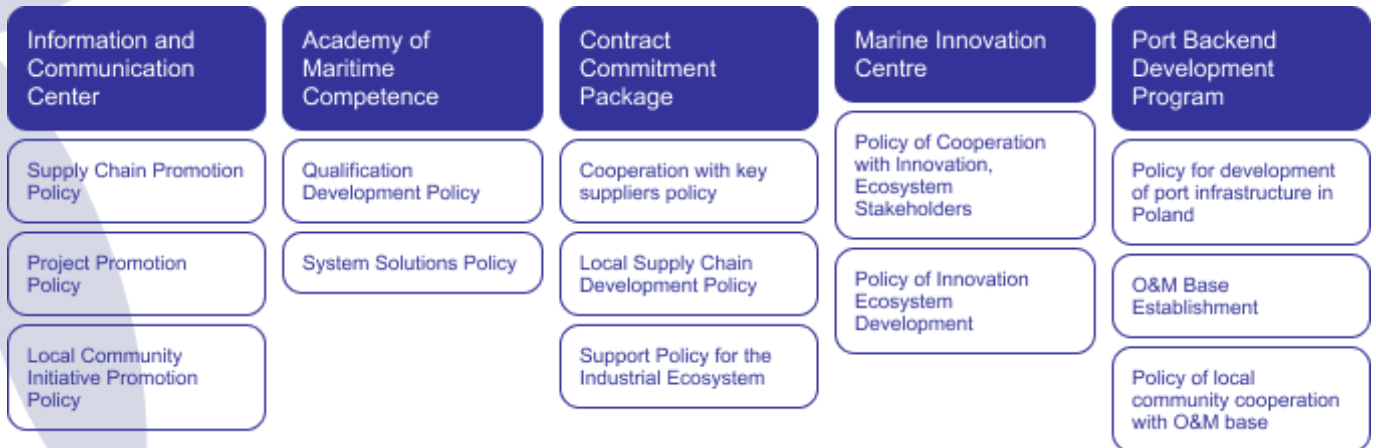 Information and
Communication
Center
Supply Chain Promotion
Policy
Project Promotion
Policy
Local Community
Initiative Promotion
Policy
Academy of
Maritime
Competence
Qualification
Development Policy
System Solutions Policy
Contract
Commitment
Package
Cooperation with key
suppliers policy
Local Supply Chain
Development Policy
Support Policy for the
Industrial Ecosystem
Marine Innovation
Centre
Policy of Cooperation
with Innovation,
Ecosystem
Stakeholders
Policy of Innovation
Ecosystem
Development
Port Backend
Development
Program
Policy for development
of port infrastructure in
Poland
O&M Base
Establishment
Policy of local
community cooperation
with O&M base